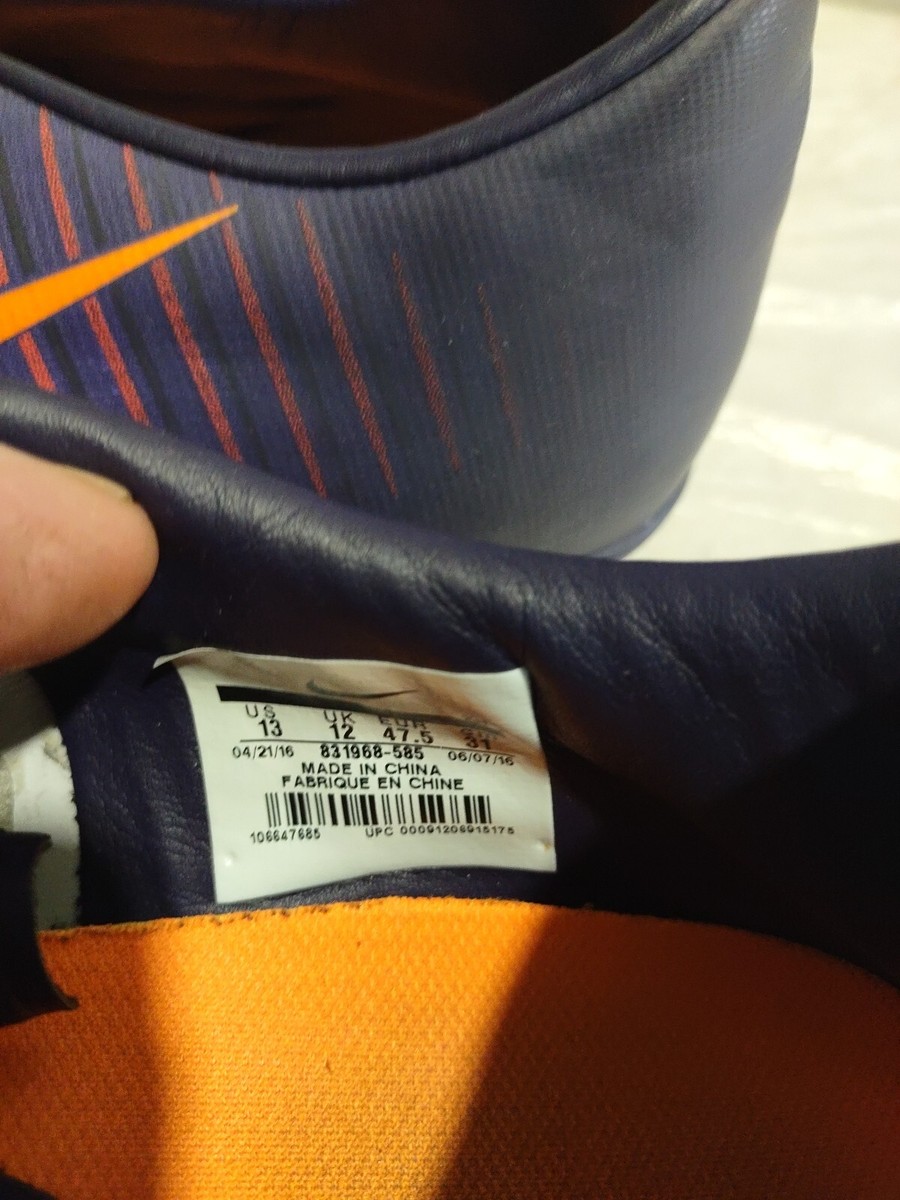 US UK EUR
13 12 47.5 31
04/21/16 831968-585 06/07/16
MADE IN CHINA
FABRIQUE EN CHINE
106647685 UPC 00091206915175